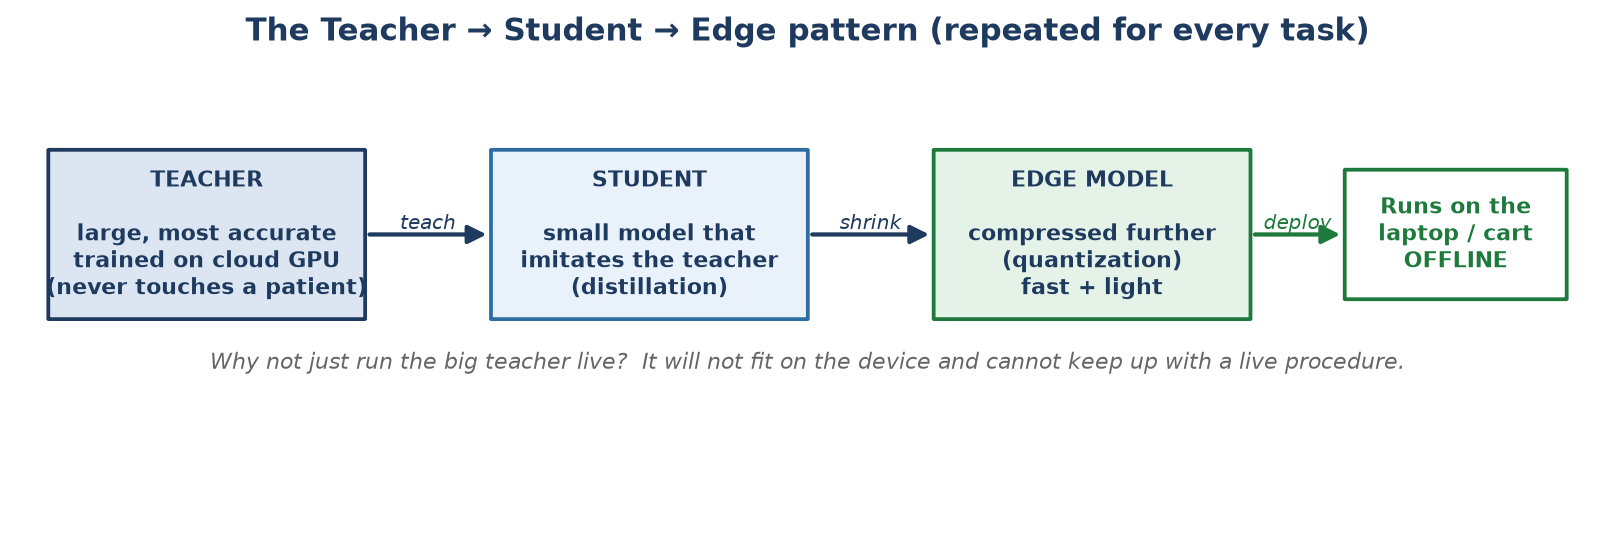 The Teacher → Student → Edge pattern (repeated for every task)
TEACHER
large, most accurate
trained on cloud GPU
(never touches a patient)
teach
STUDENT
small model that
imitates the teacher
(distillation)
shrink
EDGE MODEL
compressed further
(quantization)
fast + light
deploy
Runs on the
laptop / cart
OFFLINE
Why not just run the big teacher live?  It will not fit on the device and cannot keep up with a live procedure.